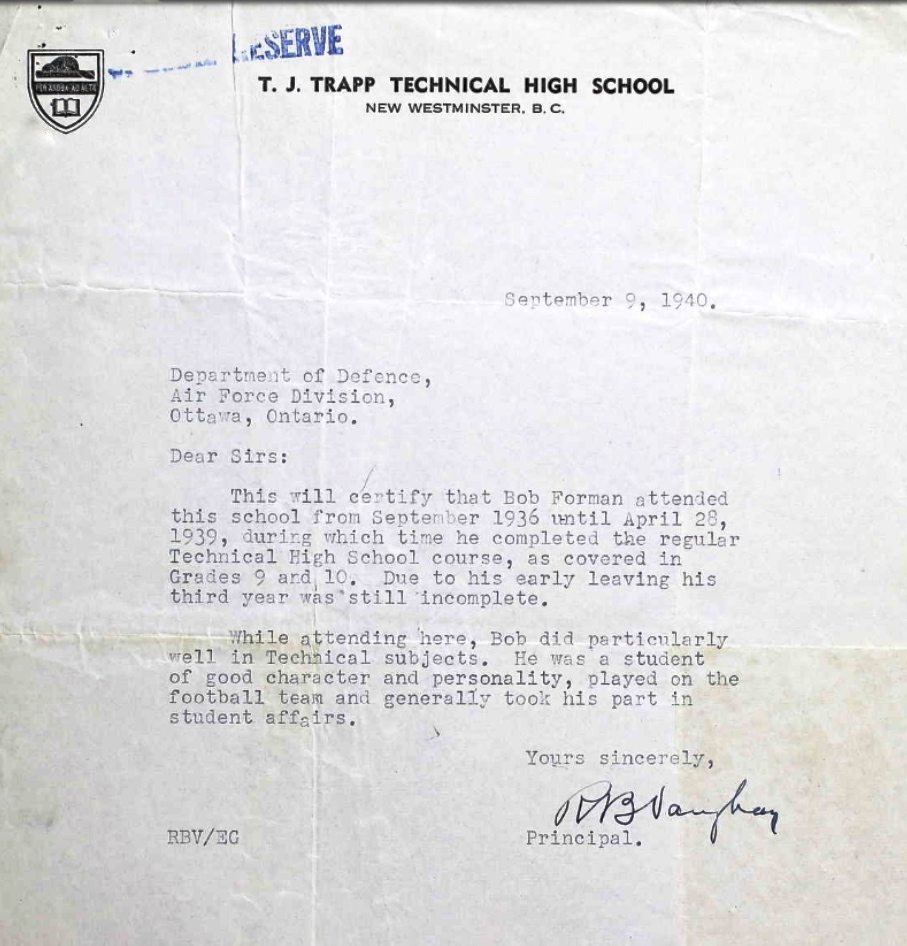 RESERVE
T. J. TRAPP TECHNICAL HIGH SCHOOL
NEW WESTMINSTER, B. C.
September 9, 1940.
Department of Defence,
Air Force Division,
Ottawa, Ontario.
Dear Sirs:
This will certify that Bob Forman attended
this school from September 1936 until April 28,
1939, during which time he completed the regular
Technical High School course, as covered in
Grades 9 and 10. Due to his early leaving his
third year was still incomplete.
While attending here, Bob did particularly
well in Technical subjects. He was a student
of good character and personality, played on the
football team and generally took his part in
student affairs.
Yours sincerely,
RB Vaughan
RBV/EG
Principal.